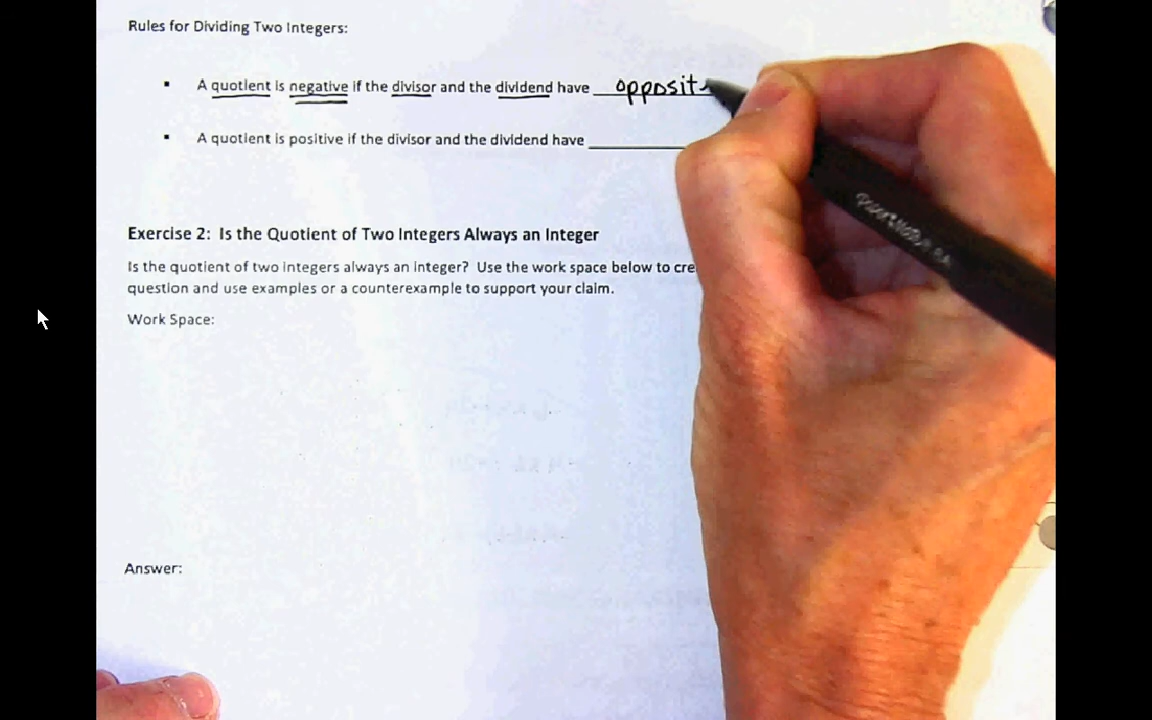 Rules for Dividing Two Integers:
▪ A quotient is negative if the divisor and the dividend have opposit
▪ A quotient is positive if the divisor and the dividend have
Exercise 2: Is the Quotient of Two Integers Always an Integer
Is the quotient of two integers always an integer? Use the work space below to cre
question and use examples or a counterexample to support your claim.
Work Space:
Answer: